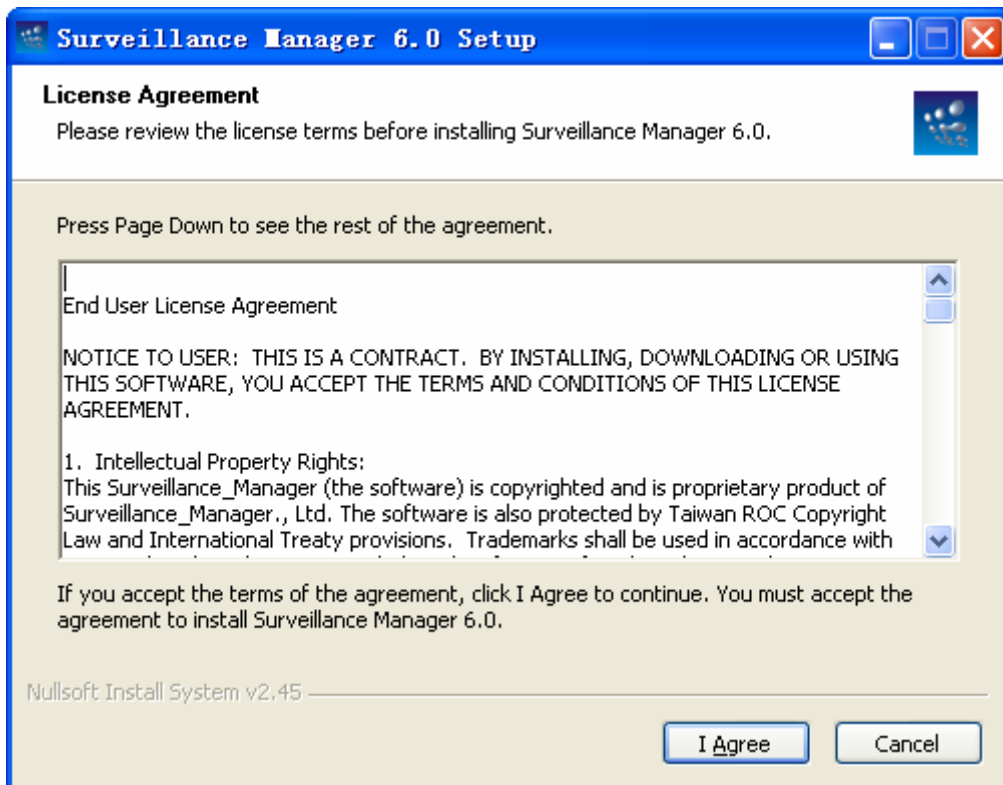 Surveillance Manager 6.0 Setup
License Agreement
Please review the license terms before installing Surveillance Manager 6.0.
Press Page Down to see the rest of the agreement.
End User License Agreement
NOTICE TO USER:  THIS IS A CONTRACT.  BY INSTALLING, DOWNLOADING OR USING
THIS SOFTWARE, YOU ACCEPT THE TERMS AND CONDITIONS OF THIS LICENSE
AGREEMENT.
1.  Intellectual Property Rights:
This Surveillance_Manager (the software) is copyrighted and is proprietary product of
Surveillance_Manager., Ltd. The software is also protected by Taiwan ROC Copyright
Law and International Treaty provisions.  Trademarks shall be used in accordance with
If you accept the terms of the agreement, click I Agree to continue. You must accept the
agreement to install Surveillance Manager 6.0.
Nullsoft Install System v2.45
I Agree
Cancel